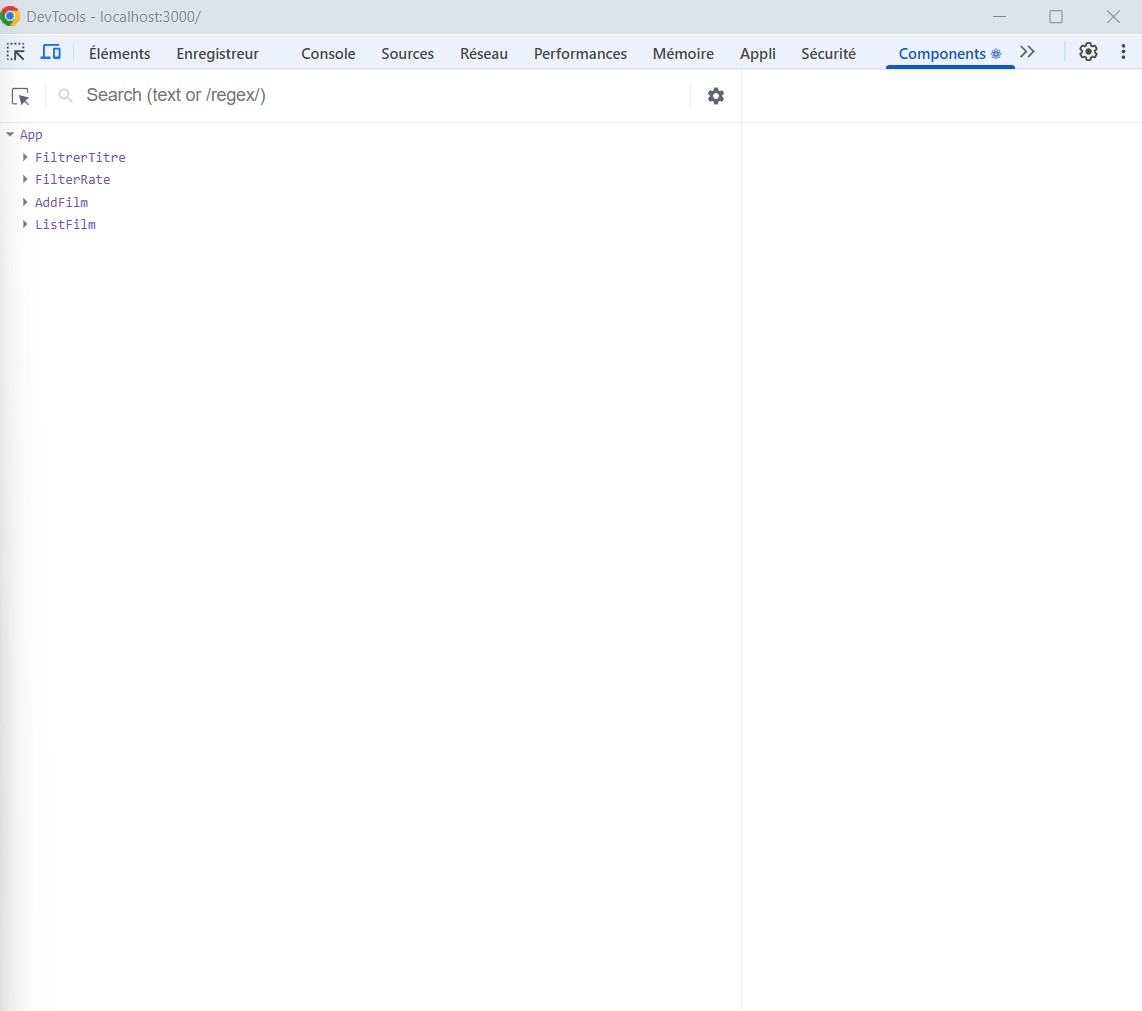 DevTools - localhost:3000/
Éléments Enregistreur Console Sources Réseau Performances Mémoire Appli Sécurité Components
Search (text or /regex/)
App
FiltrerTitre
FilterRate
AddFilm
ListFilm